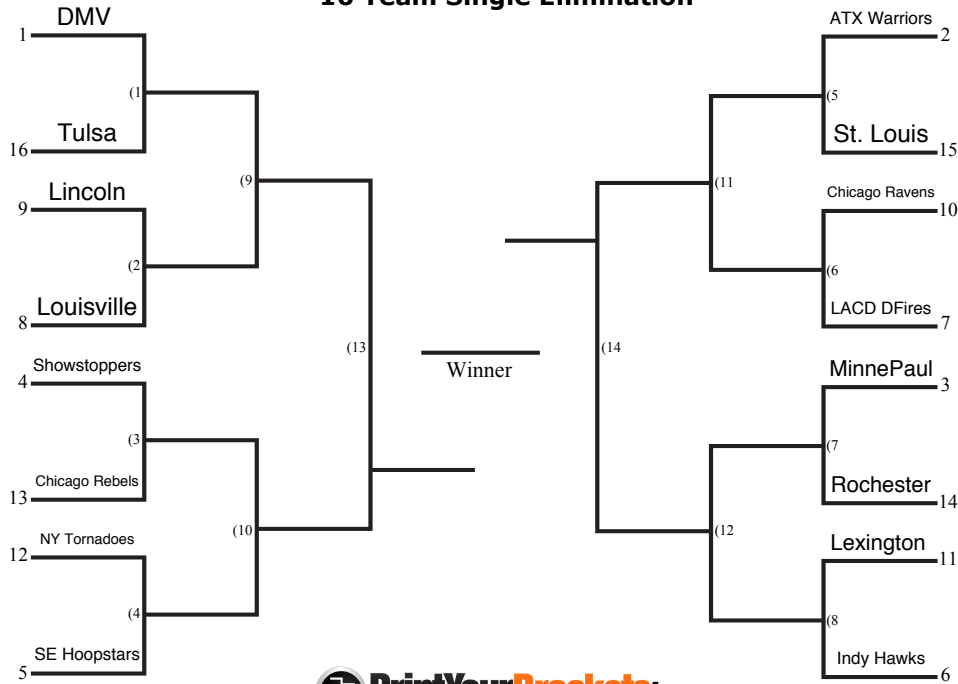 16 Team Single Elimination
DMV
1
(1
Tulsa
16
(9
Lincoln
9
(2
Louisville
8
(13
Showstoppers
4
(3
Chicago Rebels
13
(10
NY Tornadoes
12
(4
SE Hoopstars
5
Winner
ATX Warriors
2
(5
St. Louis
15
(11
Chicago Ravens
10
(6
LACD DFires
7
(14
MinnePaul
3
(7
Rochester
14
(12
Lexington
11
(8
Indy Hawks
6
PrintYourBrackets